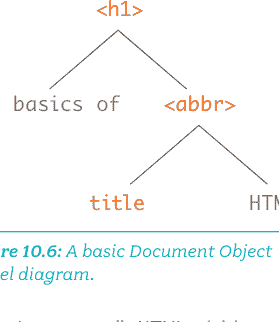 <h1>
basics of <abbr>
title HTM
re 10.6: A basic Document Object
el diagram.